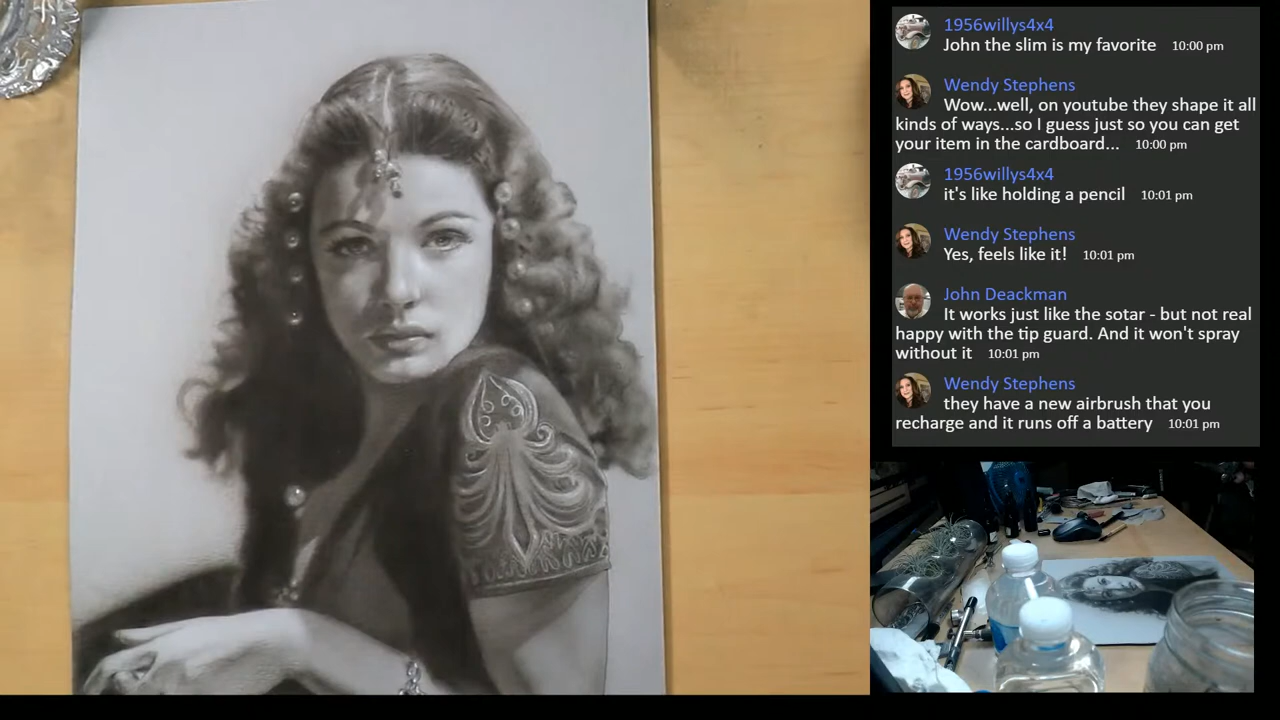 1956willys4x4
John the slim is my favorite 10:00 pm
Wendy Stephens
Wow...well, on youtube they shape it all
kinds of ways...so I guess just so you can get
your item in the cardboard... 10:00 pm
1956willys4x4
it's like holding a pencil 10:01 pm
Wendy Stephens
Yes, feels like it! 10:01 pm
John Deackman
It works just like the sotar - but not real
happy with the tip guard. And it won't spray
without it 10:01 pm
Wendy Stephens
they have a new airbrush that you
recharge and it runs off a battery 10:01 pm